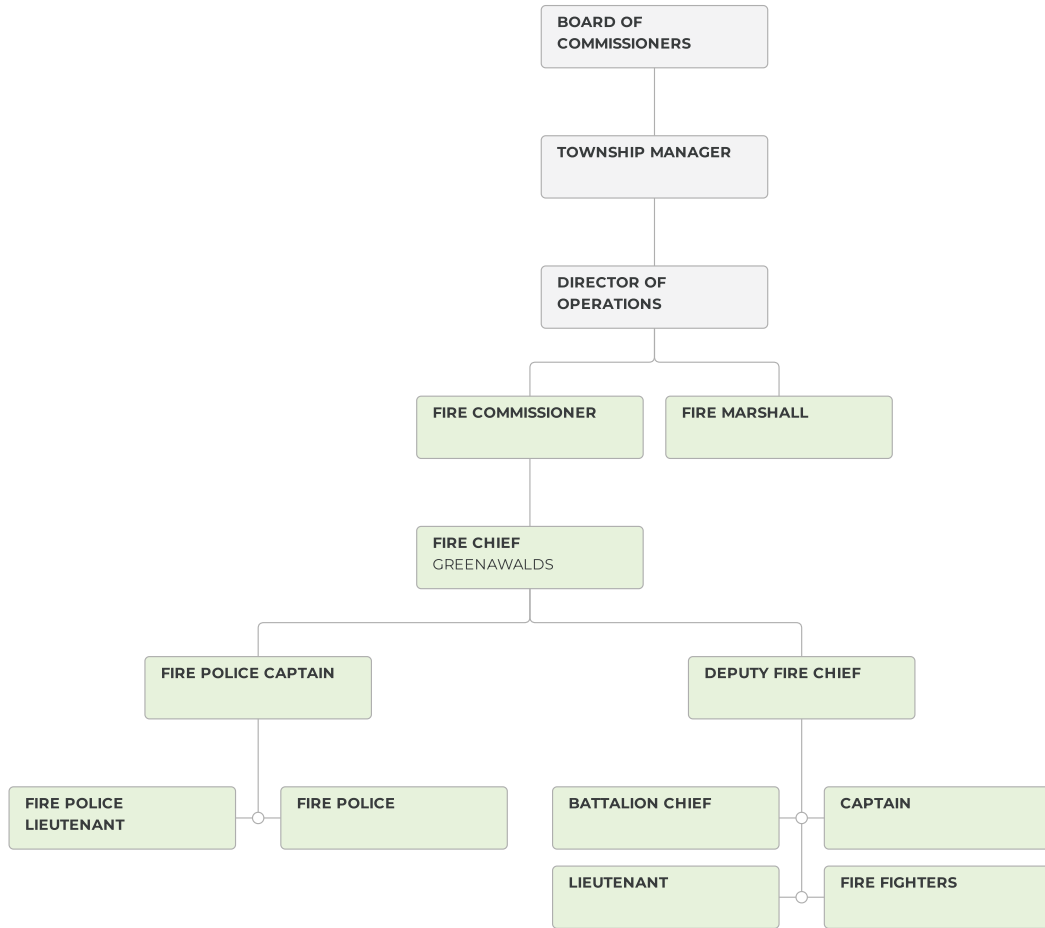 BOARD OF
COMMISSIONERS
TOWNSHIP MANAGER
DIRECTOR OF
OPERATIONS
FIRE COMMISSIONER
FIRE MARSHALL
FIRE CHIEF
GREENAWALDS
FIRE POLICE CAPTAIN
DEPUTY FIRE CHIEF
FIRE POLICE
LIEUTENANT
FIRE POLICE
BATTALION CHIEF
CAPTAIN
LIEUTENANT
FIRE FIGHTERS